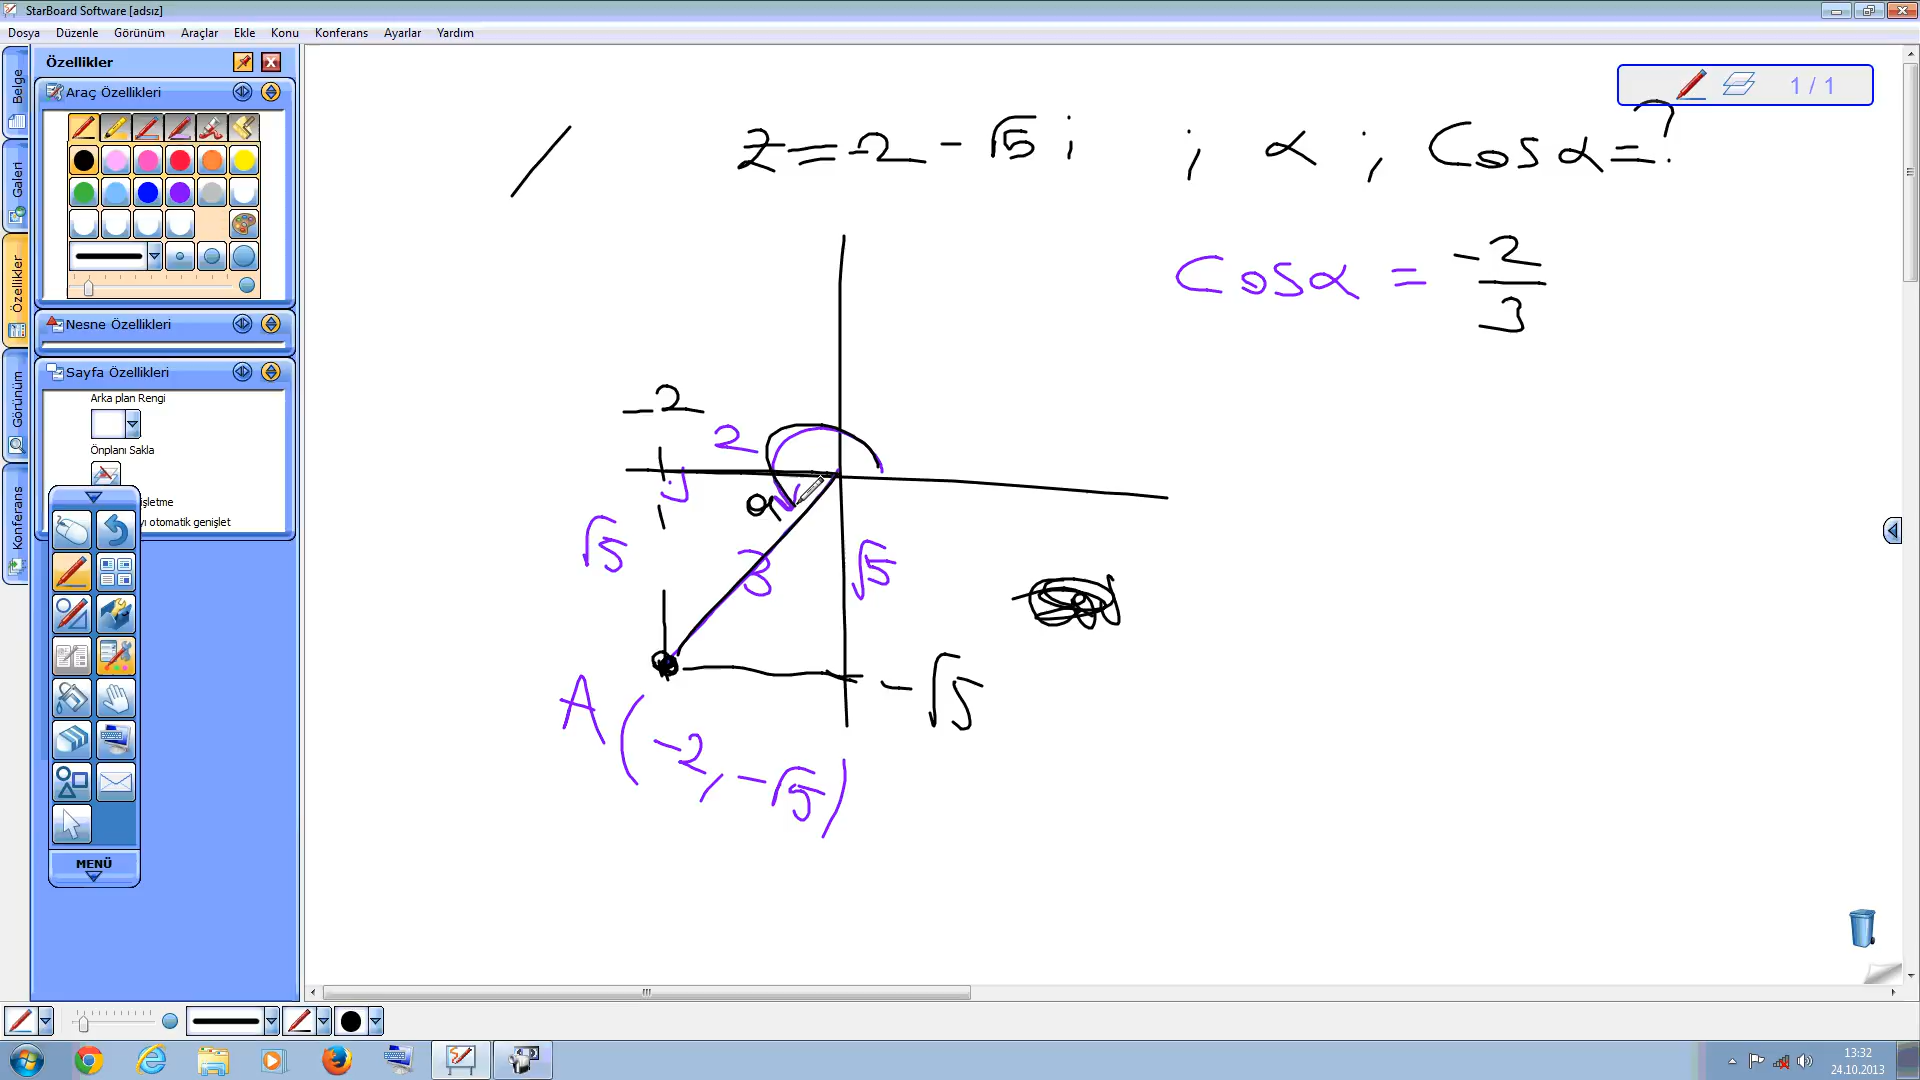 StarBoard Software [adsız]
Dosya Düzenle Görünüm Araçlar Ekle Konu Konferans Ayarlar Yardım
Belge
Galeri
Özellikler
Görünüm
Konferans
Özellikler
Araç Özellikleri
Nesne Özellikleri
Sayfa Özellikleri
Arka plan Rengi
Önplanı Sakla
işletme
yı otomatik genişlet
MENÜ
1 / 1
z = -2 - √5 i ; α ; Cosα = ?
Cosα = -2/3
-2
2
α
√5
3
√5
-√5
A (-2, -√5)
13:32
24.10.2013